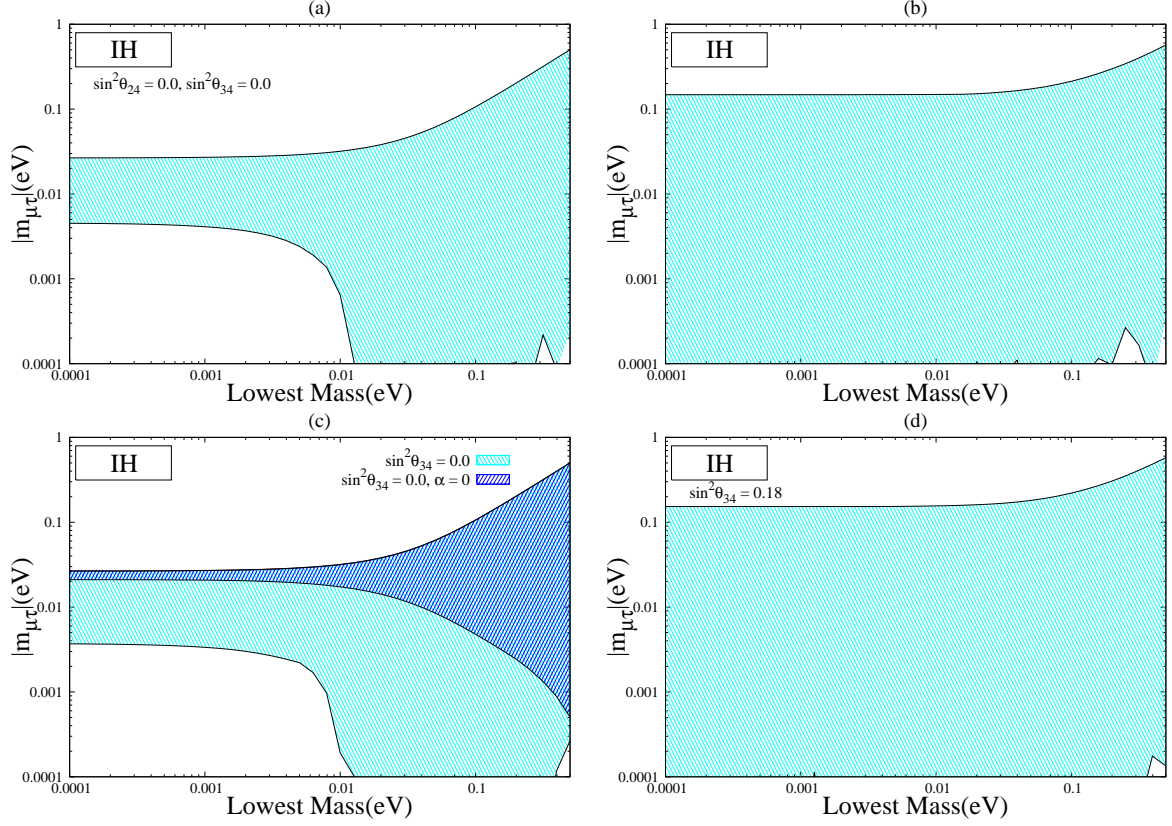 (a)
IH
sin²θ₂₄ = 0.0, sin²θ₃₄ = 0.0
1
0.1
0.01
0.001
0.0001
|m_μτ|(eV)
0.0001 0.001 0.01 0.1
Lowest Mass(eV)
(b)
IH
1
0.1
0.01
0.001
0.0001
|m_μτ|(eV)
0.0001 0.001 0.01 0.1
Lowest Mass(eV)
(c)
IH
sin²θ₃₄ = 0.0
sin²θ₃₄ = 0.0, α = 0
1
0.1
0.01
0.001
0.0001
|m_μτ|(eV)
0.0001 0.001 0.01 0.1
Lowest Mass(eV)
(d)
IH
sin²θ₃₄ = 0.18
1
0.1
0.01
0.001
0.0001
|m_μτ|(eV)
0.0001 0.001 0.01 0.1
Lowest Mass(eV)